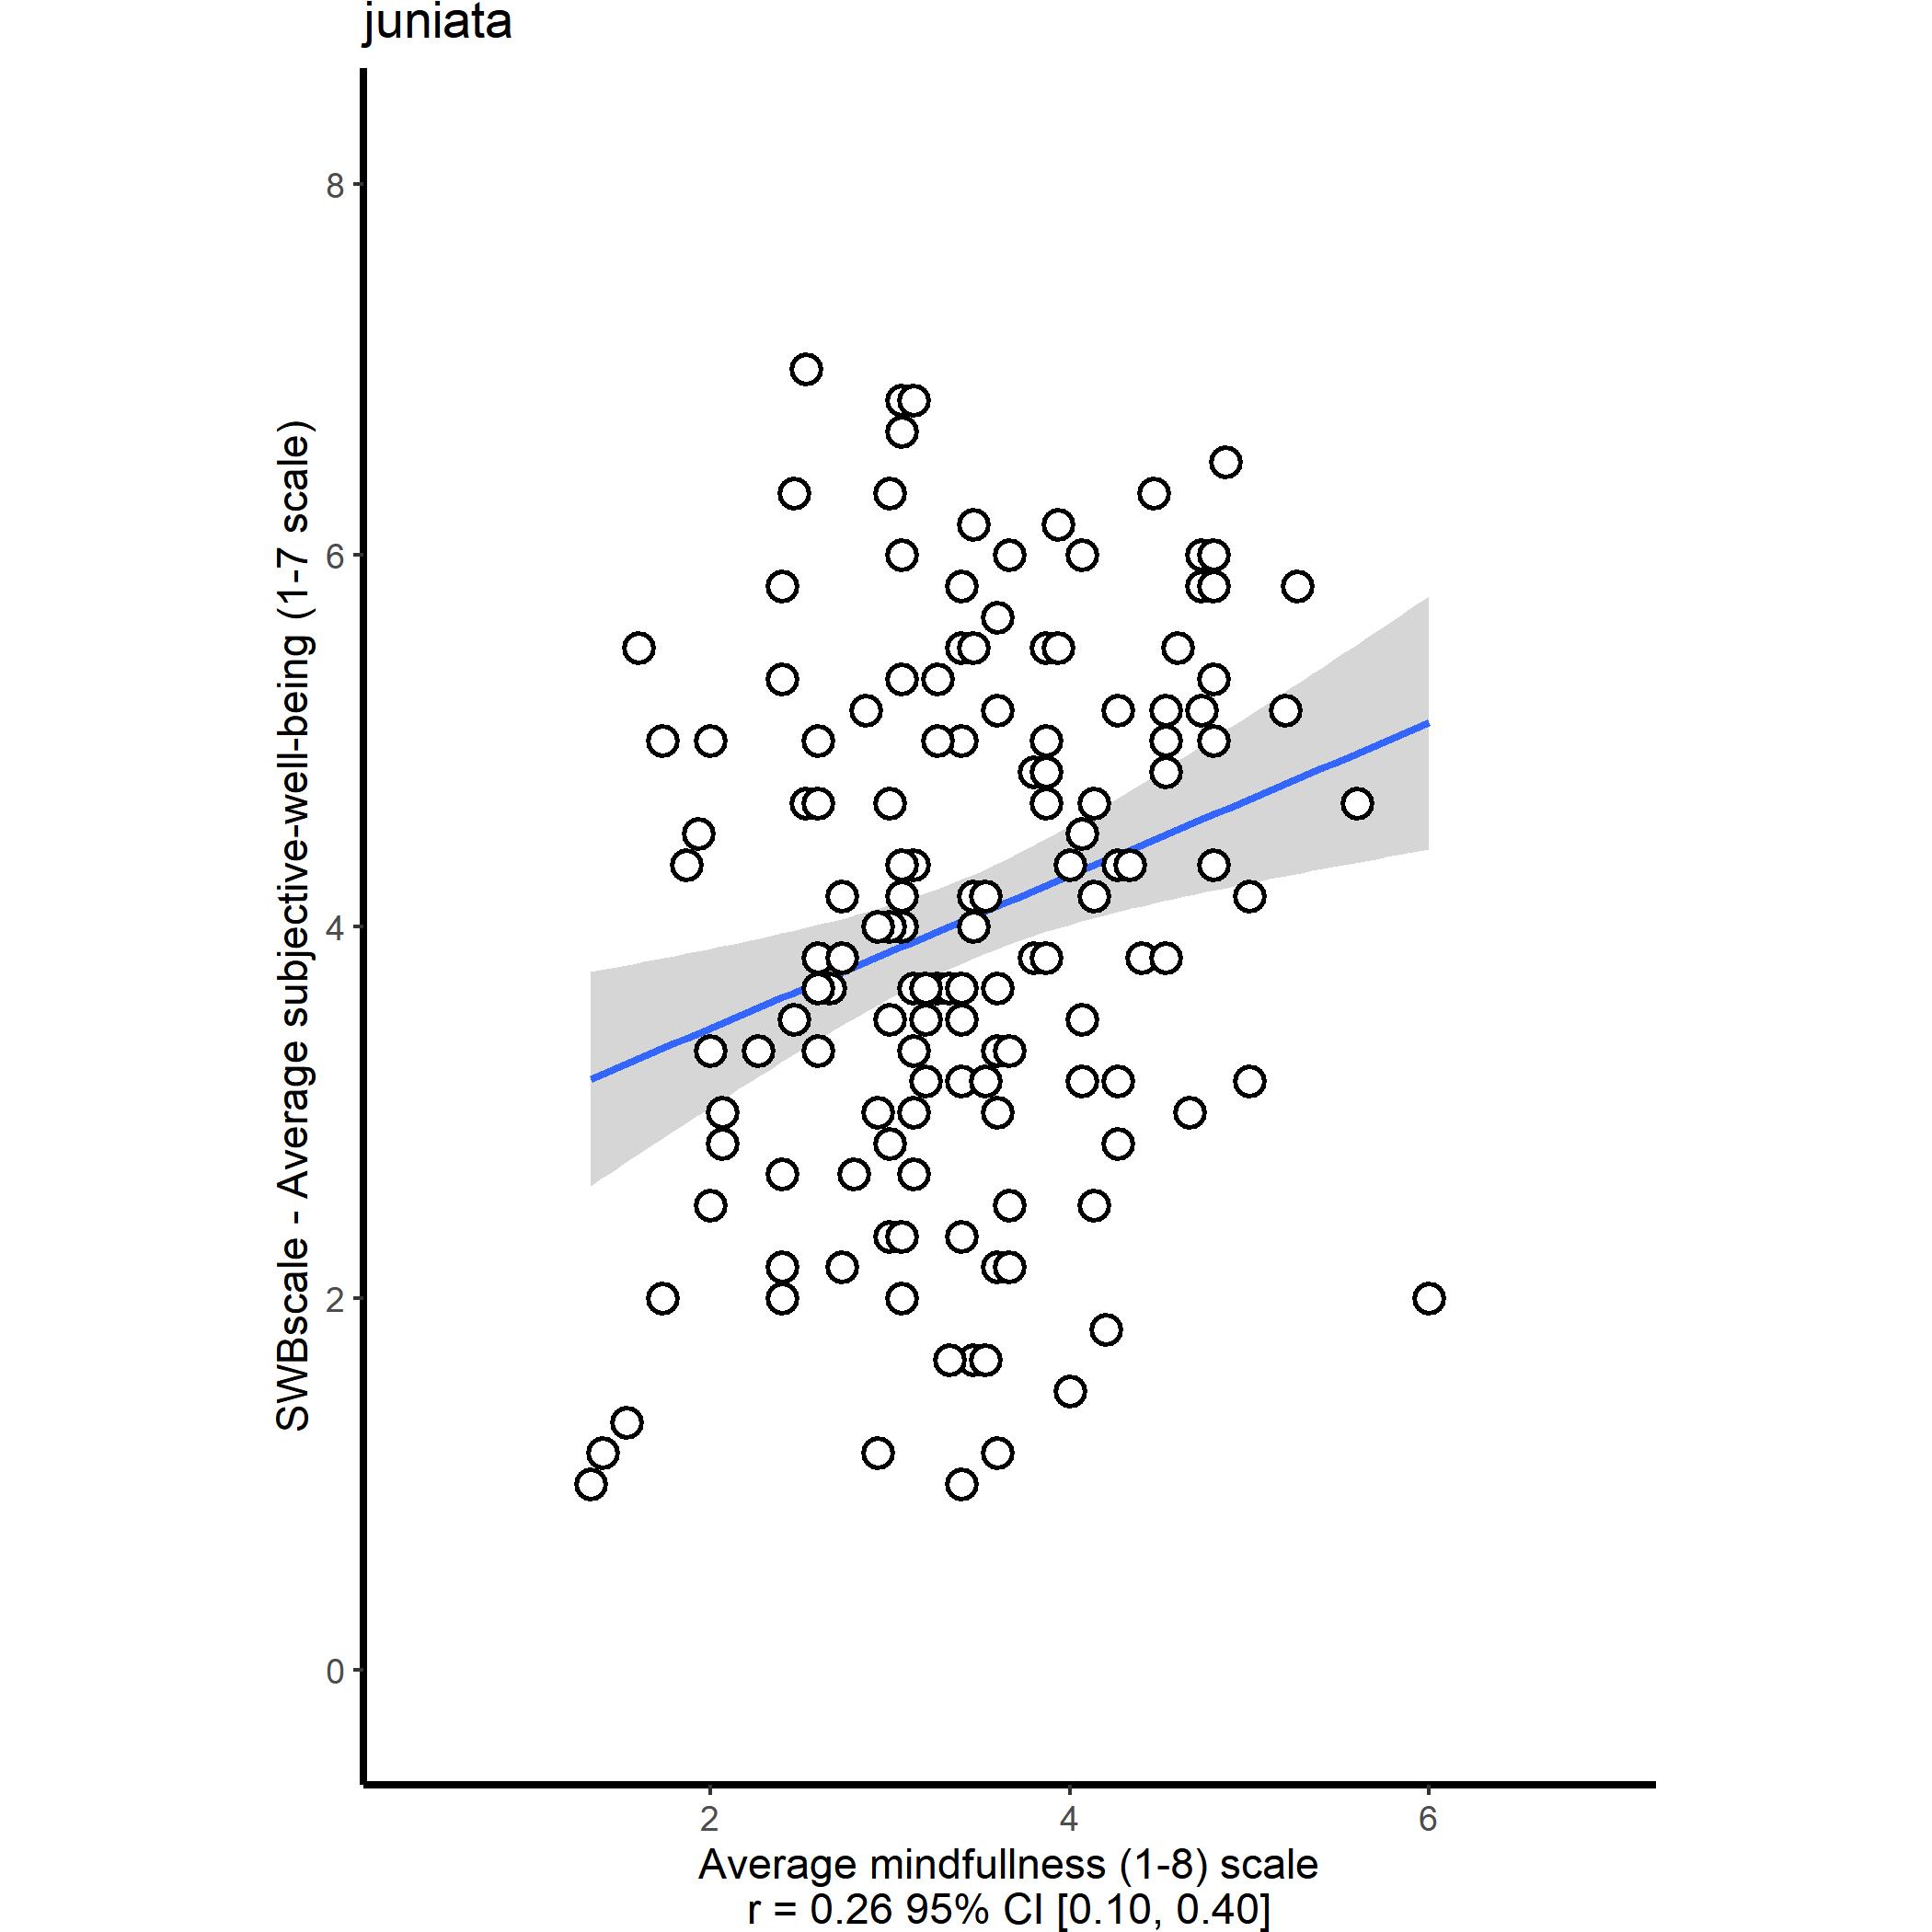 juniata
SWBscale - Average subjective-well-being (1-7 scale)
8
6
4
2
0
2
4
6
Average mindfullness (1-8) scale
r = 0.26 95% CI [0.10, 0.40]